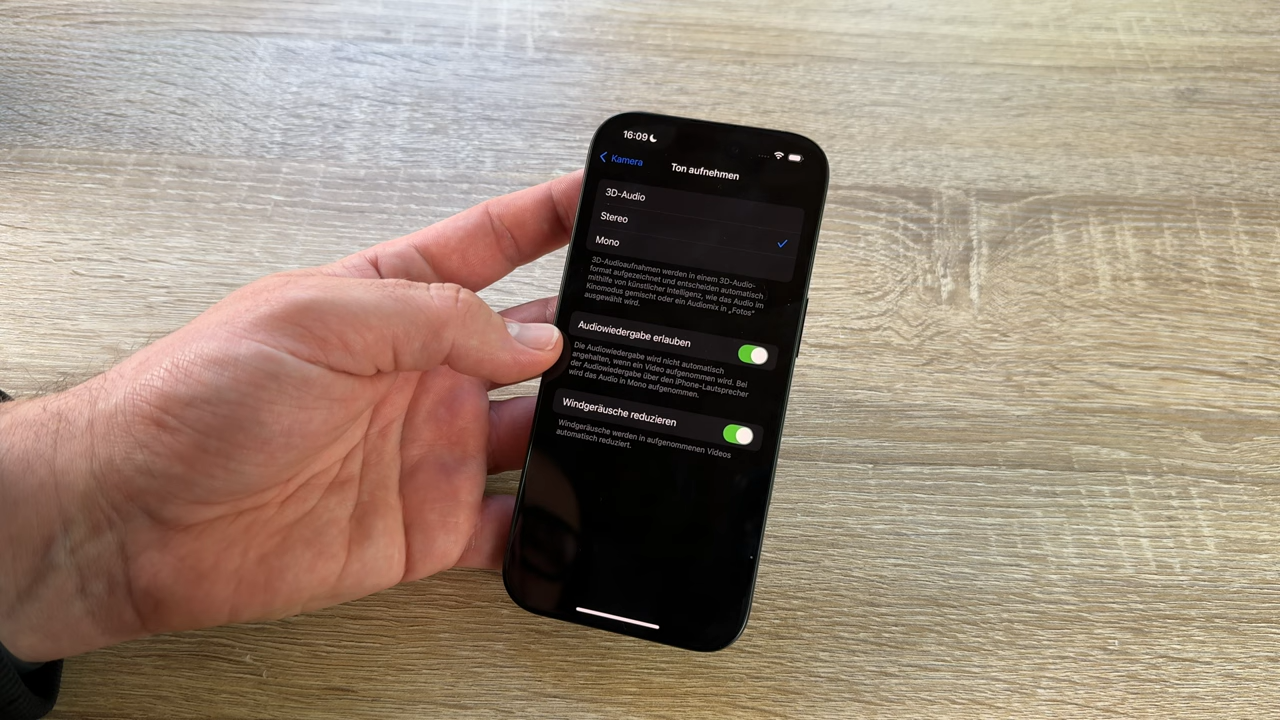 16:09
Kamera
Ton aufnehmen
3D-Audio
Stereo
Mono
3D-Audioaufnahmen werden in einem 3D-Audio-
format aufgezeichnet und entscheiden automatisch
mithilfe von künstlicher Intelligenz, wie das Audio im
Kinomodus gemischt oder ein Audiomix in „Fotos“
ausgewählt wird.
Audiowiedergabe erlauben
Die Audiowiedergabe wird nicht automatisch
angehalten, wenn ein Video aufgenommen wird. Bei
der Audiowiedergabe über den iPhone-Lautsprecher
wird das Audio in Mono aufgenommen.
Windgeräusche reduzieren
Windgeräusche werden in aufgenommenen Videos
automatisch reduziert.